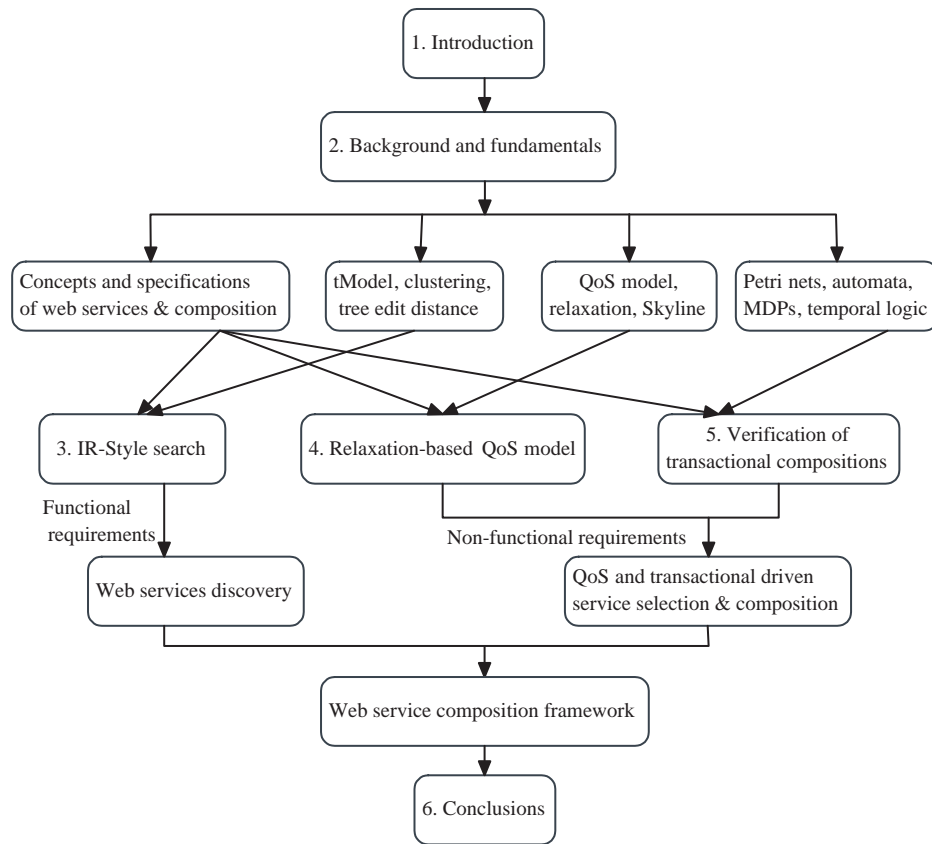 1. Introduction
2. Background and fundamentals
Concepts and specifications
of web services & composition
tModel, clustering,
tree edit distance
QoS model,
relaxation, Skyline
Petri nets, automata,
MDPs, temporal logic
3. IR-Style search
4. Relaxation-based QoS model
5. Verification of
transactional compositions
Functional
requirements
Non-functional requirements
Web services discovery
QoS and transactional driven
service selection & composition
Web service composition framework
6. Conclusions